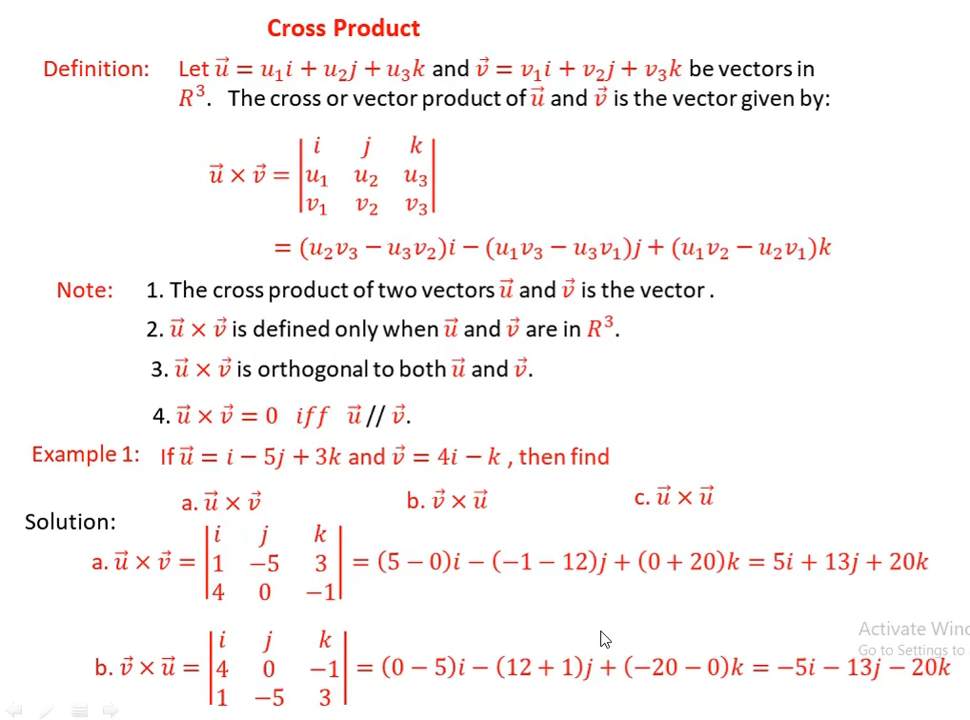 Cross Product
Definition: Let u⃗ = u₁i + u₂j + u₃k and v⃗ = v₁i + v₂j + v₃k be vectors in
R³. The cross or vector product of u⃗ and v⃗ is the vector given by:
i j k
u⃗ × v⃗ = |u₁ u₂ u₃|
v₁ v₂ v₃
= (u₂v₃ − u₃v₂)i − (u₁v₃ − u₃v₁)j + (u₁v₂ − u₂v₁)k
Note: 1. The cross product of two vectors u⃗ and v⃗ is the vector .
2. u⃗ × v⃗ is defined only when u⃗ and v⃗ are in R³.
3. u⃗ × v⃗ is orthogonal to both u⃗ and v⃗.
4. u⃗ × v⃗ = 0 iff u⃗ // v⃗.
Example 1: If u⃗ = i − 5j + 3k and v⃗ = 4i − k , then find
a. u⃗ × v⃗ b. v⃗ × u⃗ c. u⃗ × u⃗
Solution:
i j k
a. u⃗ × v⃗ = |1 −5 3| = (5 − 0)i − (−1 − 12)j + (0 + 20)k = 5i + 13j + 20k
4 0 −1
Activate Wind
Go to Settings to
i j k
b. v⃗ × u⃗ = |4 0 −1| = (0 − 5)i − (12 + 1)j + (−20 − 0)k = −5i − 13j − 20k
1 −5 3